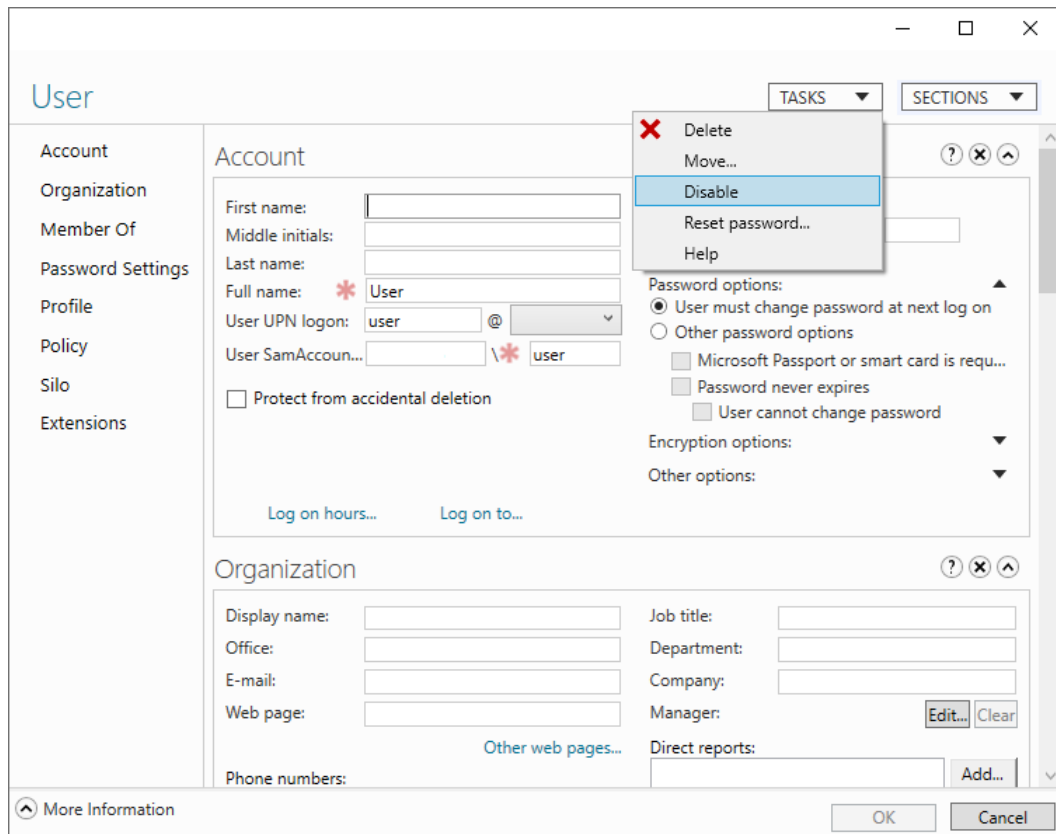 User
TASKS
SECTIONS
Delete
Move...
Disable
Reset password...
Help
Account
Organization
Member Of
Password Settings
Profile
Policy
Silo
Extensions
Account
First name:
Middle initials:
Last name:
Full name: * User
User UPN logon: user @
User SamAccoun... \* user
Protect from accidental deletion
Log on hours... Log on to...
Password options:
User must change password at next log on
Other password options
Microsoft Passport or smart card is requ...
Password never expires
User cannot change password
Encryption options:
Other options:
Organization
Display name:
Office:
E-mail:
Web page:
Other web pages...
Phone numbers:
Job title:
Department:
Company:
Manager: Edit... Clear
Direct reports:
Add...
More Information
OK Cancel